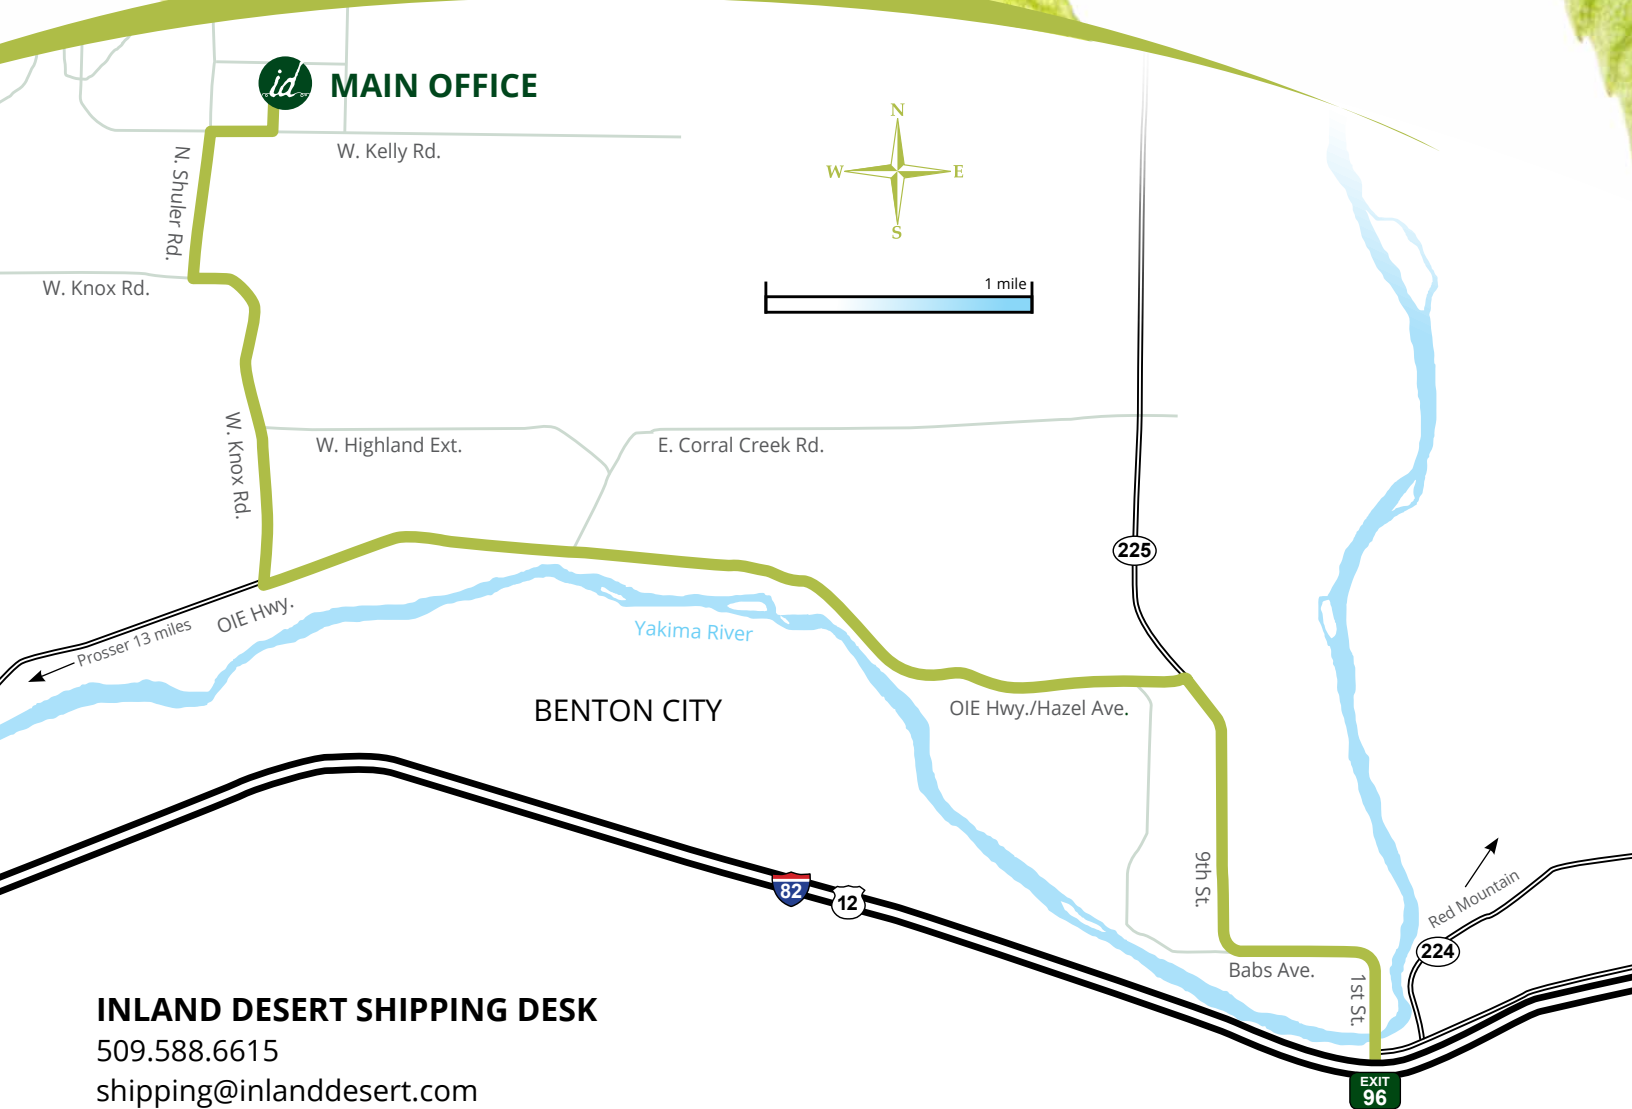 id
MAIN OFFICE
N
W
E
S
W. Kelly Rd.
N. Shuler Rd.
W. Knox Rd.
1 mile
W. Knox Rd.
W. Highland Ext.
E. Corral Creek Rd.
225
OIE Hwy.
Prosser 13 miles
Yakima River
BENTON CITY
OIE Hwy./Hazel Ave.
9th St.
82
12
Red Mountain
224
Babs Ave.
1st St.
EXIT
96
INLAND DESERT SHIPPING DESK
509.588.6615
shipping@inlanddesert.com